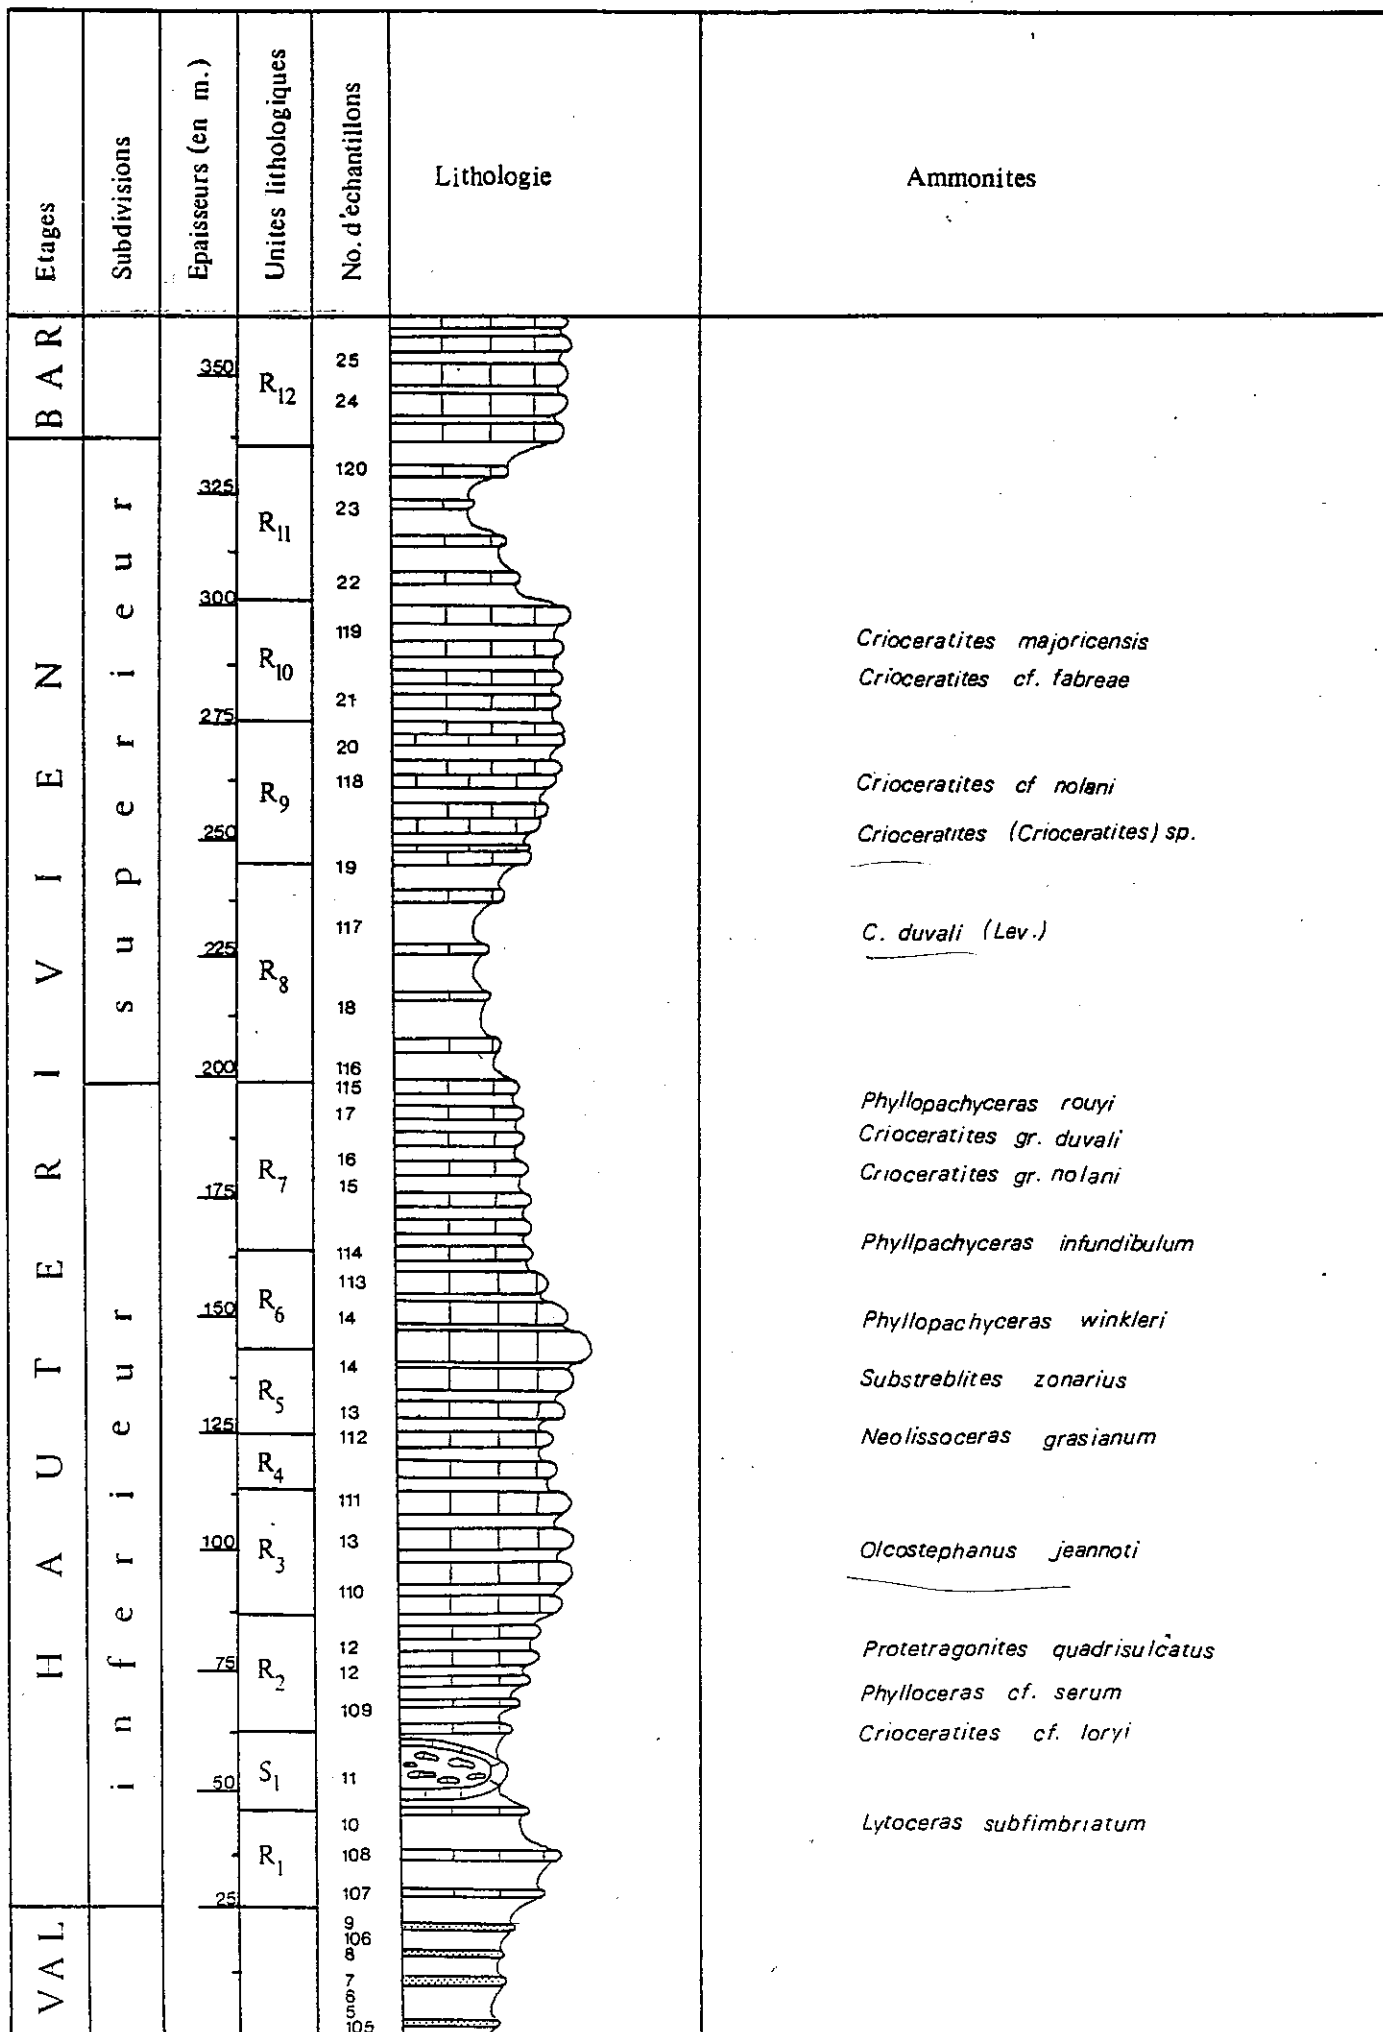 Etages
Subdivisions
Epaisseurs (en m.)
Unites lithologiques
No. d'échantillons
Lithologie
Ammonites
BAR
HAUTERIVIEN
VAL
superieur
inferieur
350
325
300
275
250
225
200
175
150
125
100
75
50
25
R12
R11
R10
R9
R8
R7
R6
R5
R4
R3
R2
S1
R1
25
24
120
23
22
119
21
20
118
19
117
18
116
115
17
16
15
114
113
14
14
13
112
111
13
110
12
12
109
11
10
108
107
9
106
8
7
6
5
105
Crioceratites majoricensis
Crioceratites cf. fabreae
Crioceratites cf nolani
Crioceratites (Crioceratites) sp.
C. duvali (Lev.)
Phyllopachyceras rouyi
Crioceratites gr. duvali
Crioceratites gr. nolani
Phyllpachyceras infundibulum
Phyllopachyceras winkleri
Substreblites zonarius
Neolissoceras grasianum
Olcostephanus jeannoti
Protetragonites quadrisulcatus
Phylloceras cf. serum
Crioceratites cf. loryi
Lytoceras subfimbriatum